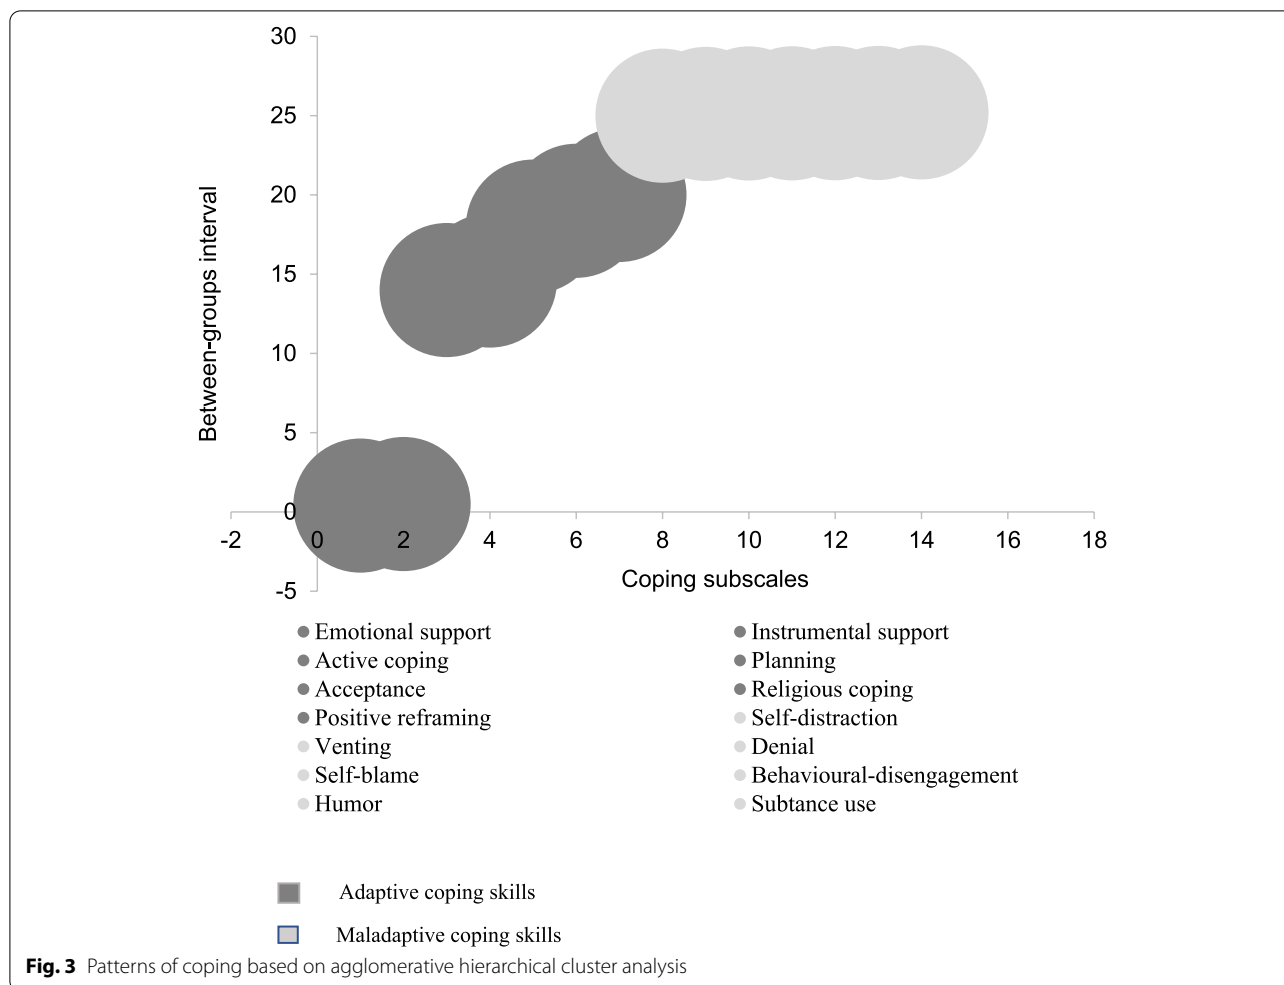 30
25
20
15
10
5
0
-5
Between-groups interval
-2 0 2 4 6 8 10 12 14 16 18
Coping subscales
Emotional support Instrumental support
Active coping Planning
Acceptance Religious coping
Positive reframing Self-distraction
Venting Denial
Self-blame Behavioural-disengagement
Humor Subtance use
Adaptive coping skills
Maladaptive coping skills
Fig. 3 Patterns of coping based on agglomerative hierarchical cluster analysis